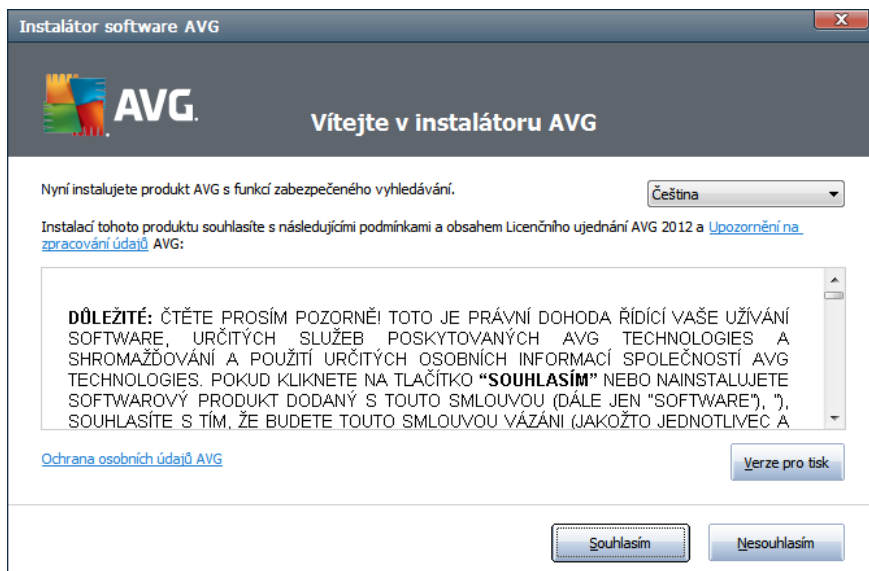 Instalátor software AVG
AVG.
Vítejte v instalátoru AVG
Nyní instalujete produkt AVG s funkcí zabezpečeného vyhledávání.
Čeština
Instalací tohoto produktu souhlasíte s následujícími podmínkami a obsahem Licenčního ujednání AVG 2012 a Upozornění na
zpracování údajů AVG:
DŮLEŽITÉ: ČTĚTE PROSÍM POZORNĚ! TOTO JE PRÁVNÍ DOHODA ŘÍDÍCÍ VAŠE UŽÍVÁNÍ
SOFTWARE, URČITÝCH SLUŽEB POSKYTOVANÝCH AVG TECHNOLOGIES A
SHROMAŽĎOVÁNÍ A POUŽITÍ URČITÝCH OSOBNÍCH INFORMACÍ SPOLEČNOSTÍ AVG
TECHNOLOGIES. POKUD KLIKNETE NA TLAČÍTKO “SOUHLASÍM” NEBO NAINSTALUJETE
SOFTWAROVÝ PRODUKT DODANÝ S TOUTO SMLOUVOU (DÁLE JEN "SOFTWARE"), "),
SOUHLASÍTE S TÍM, ŽE BUDETE TOUTO SMLOUVOU VÁZÁNI (JAKOŽTO JEDNOTLIVEC A
Ochrana osobních údajů AVG
Verze pro tisk
Souhlasím
Nesouhlasím